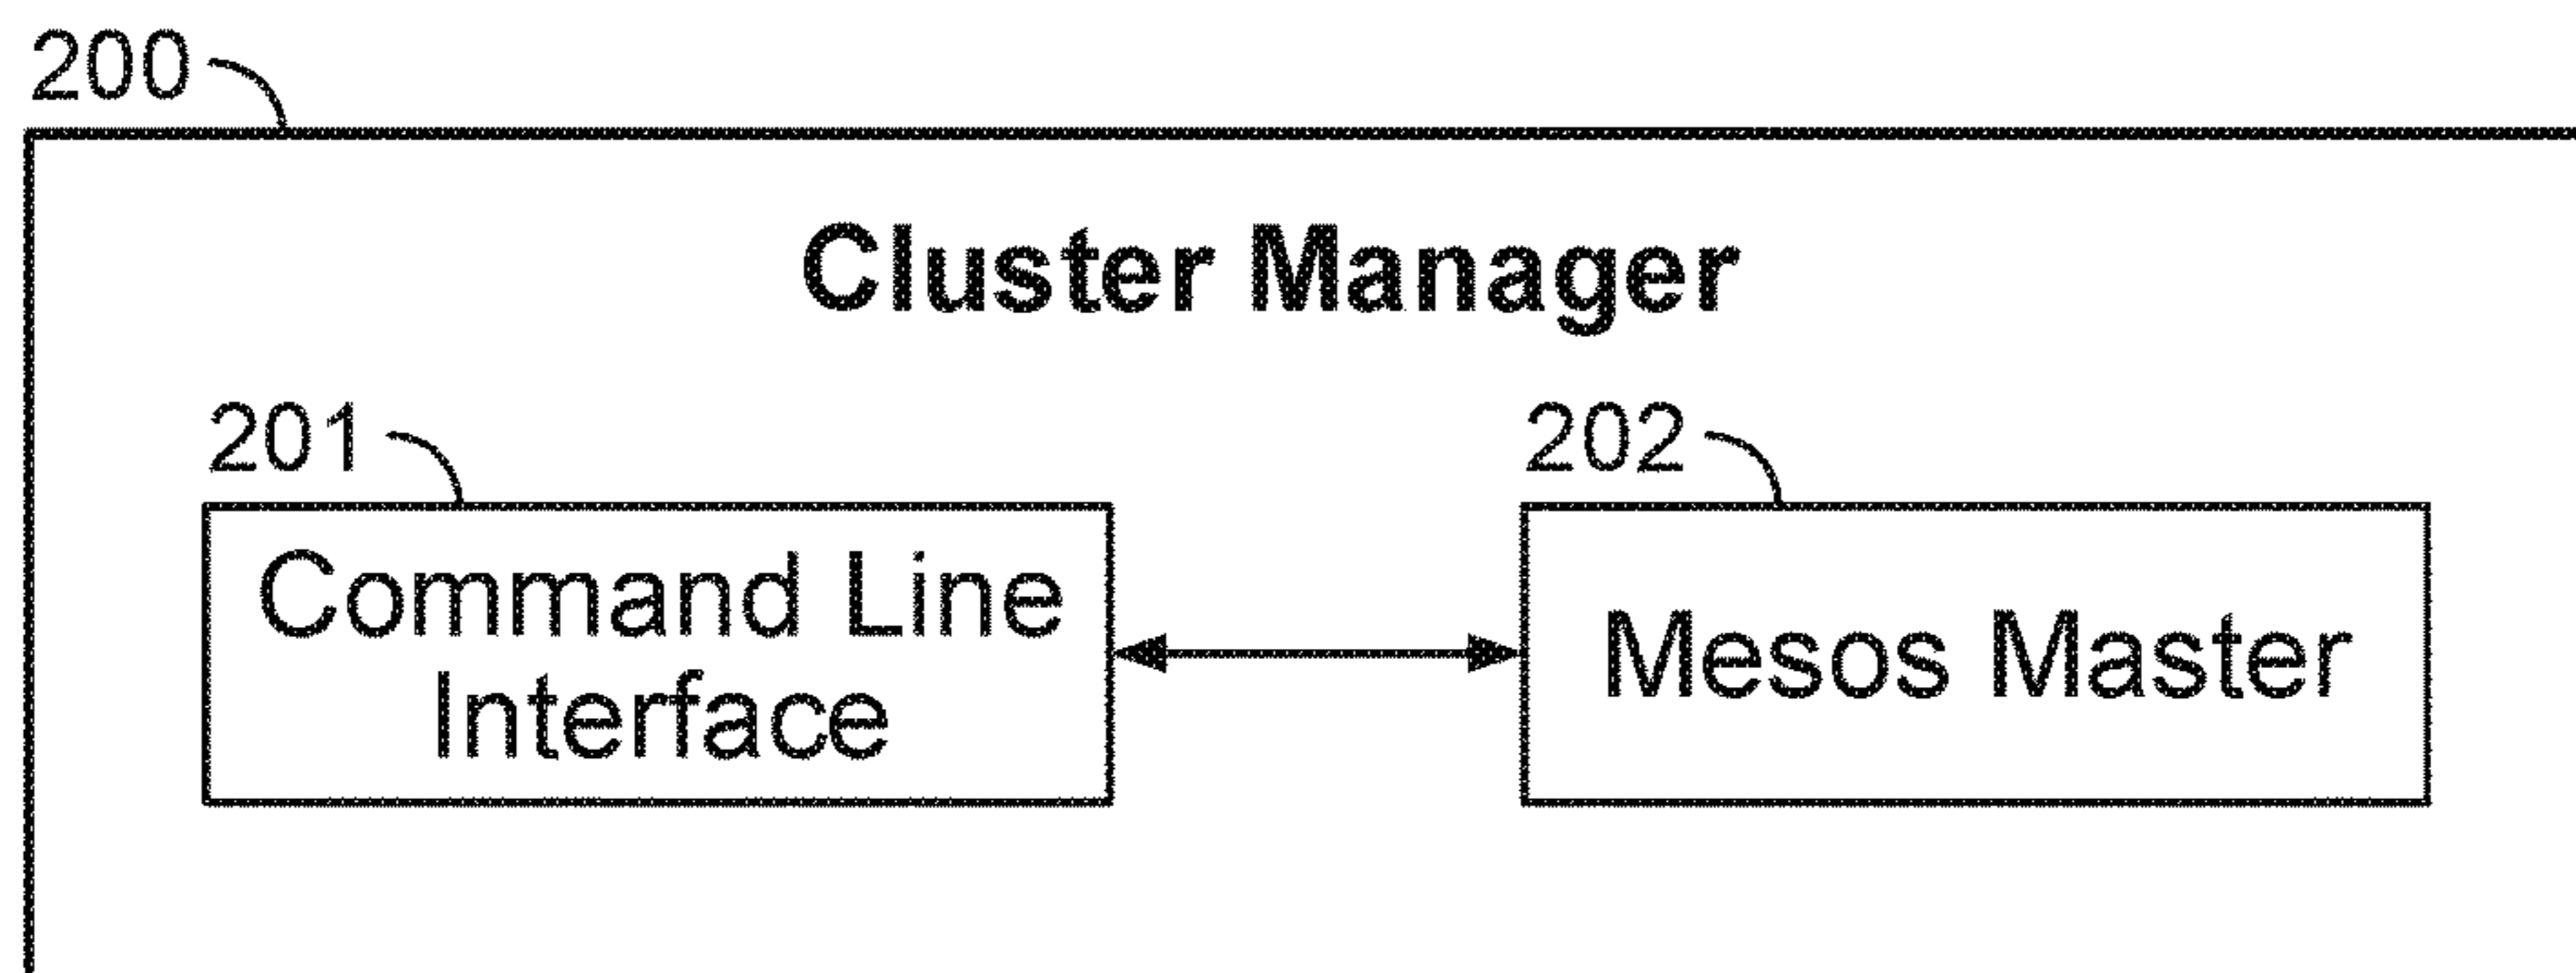 200
Cluster Manager
201
202
Command Line
Interface
Mesos Master